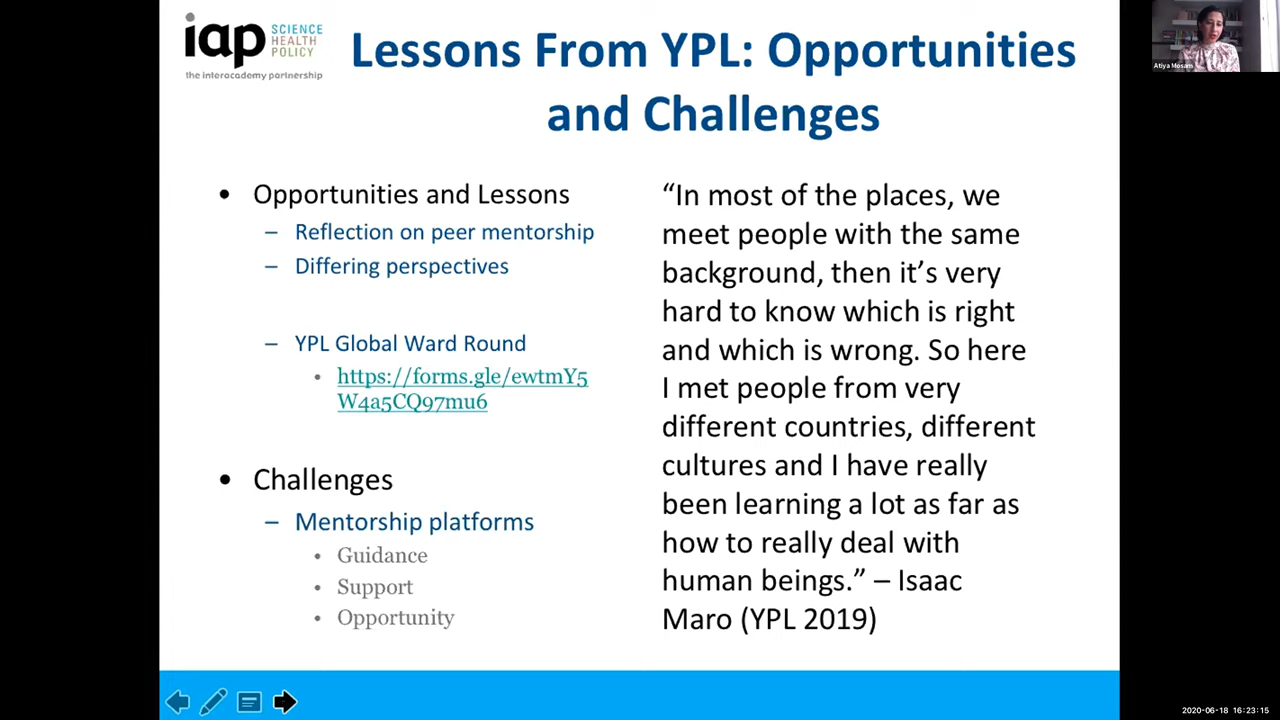 iap SCIENCE
HEALTH
POLICY
the interacademy partnership
Lessons From YPL: Opportunities
and Challenges
• Opportunities and Lessons
– Reflection on peer mentorship
– Differing perspectives
– YPL Global Ward Round
• https://forms.gle/ewtmY5
W4a5CQ97mu6
• Challenges
– Mentorship platforms
• Guidance
• Support
• Opportunity
“In most of the places, we
meet people with the same
background, then it’s very
hard to know which is right
and which is wrong. So here
I met people from very
different countries, different
cultures and I have really
been learning a lot as far as
how to really deal with
human beings.” – Isaac
Maro (YPL 2019)
Atiya Mosam
2020-06-18 16:23:15